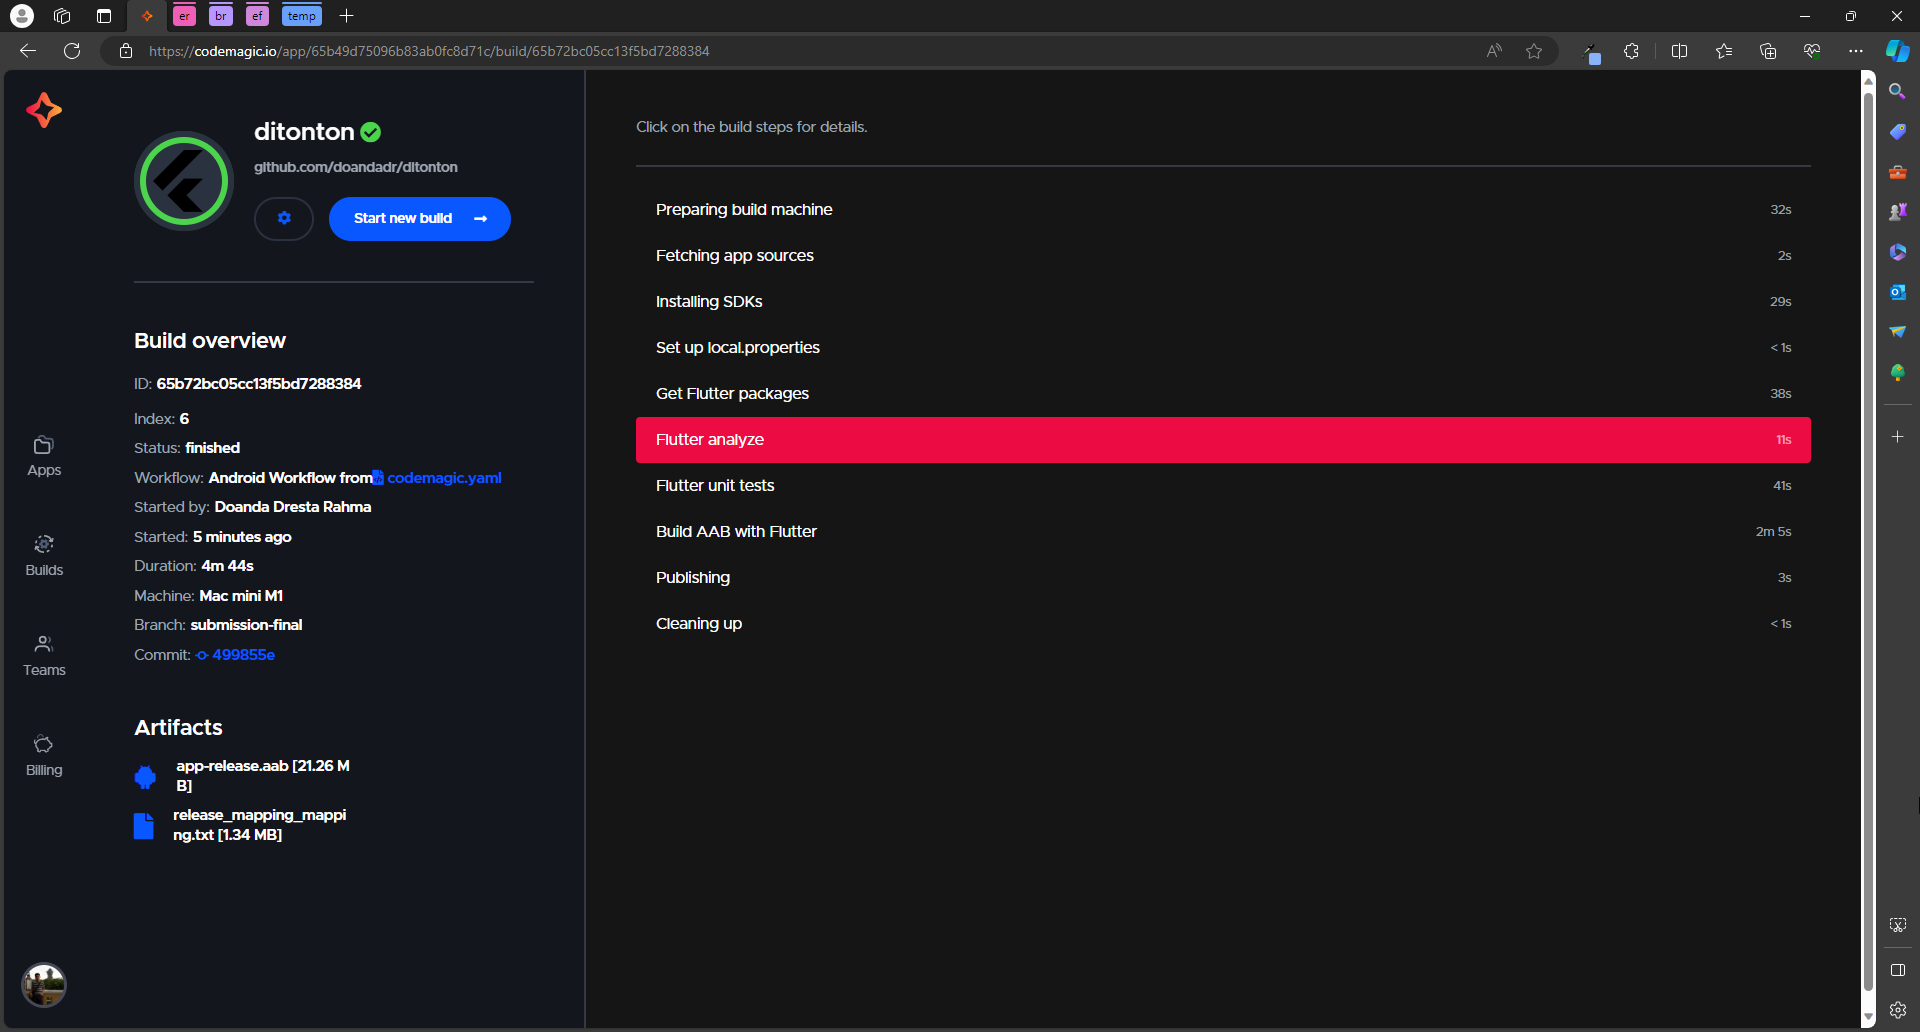 er
br
ef
temp
https://codemagic.io/app/65b49d75096b83ab0fc8d71c/build/65b72bc05cc13f5bd7288384
ditonton
github.com/doandadr/ditonton
Start new build →
Build overview
ID: 65b72bc05cc13f5bd7288384
Index: 6
Status: finished
Workflow: Android Workflow from codemagic.yaml
Started by: Doanda Dresta Rahma
Started: 5 minutes ago
Duration: 4m 44s
Machine: Mac mini M1
Branch: submission-final
Commit: 499855e
Artifacts
app-release.aab [21.26 M
B]
release_mapping_mappi
ng.txt [1.34 MB]
Apps
Builds
Teams
Billing
Click on the build steps for details.
Preparing build machine 32s
Fetching app sources 2s
Installing SDKs 29s
Set up local.properties < 1s
Get Flutter packages 38s
Flutter analyze 11s
Flutter unit tests 41s
Build AAB with Flutter 2m 5s
Publishing 3s
Cleaning up < 1s